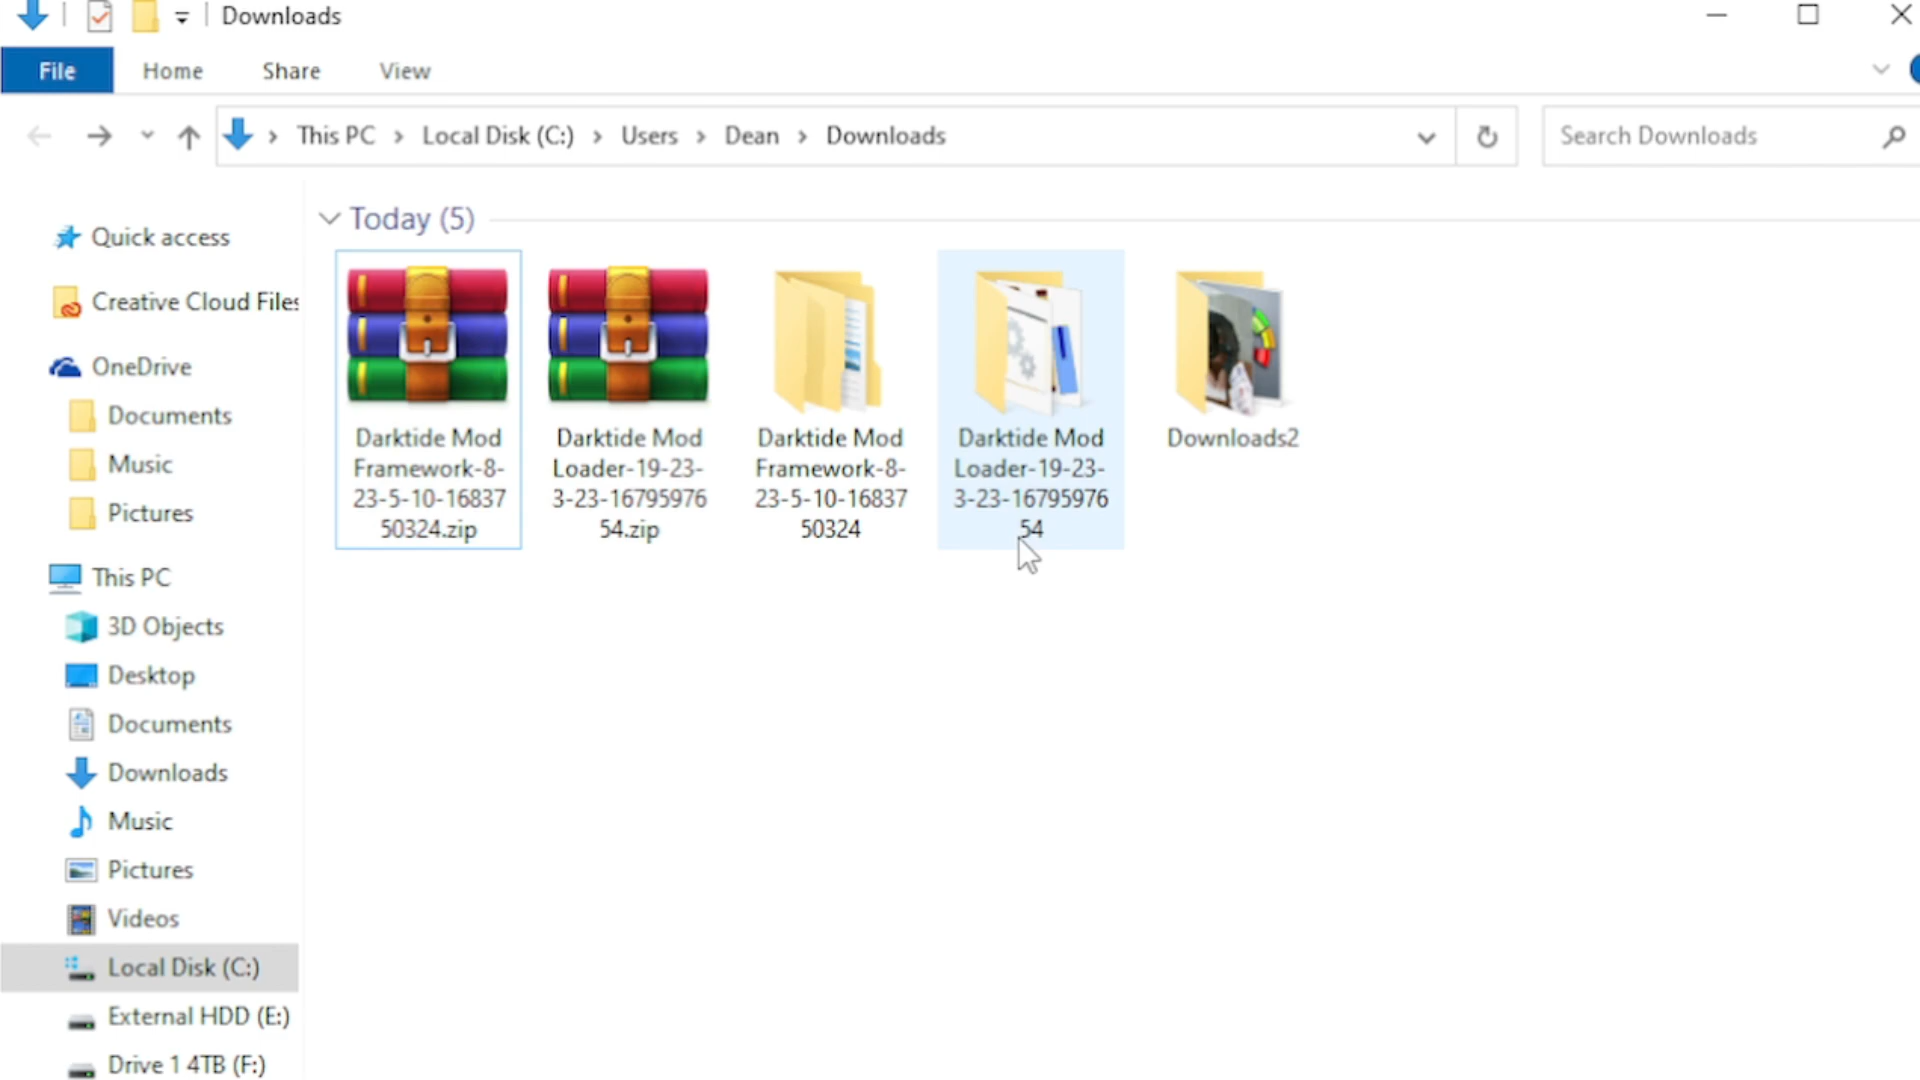 Downloads
File
Home
Share
View
This PC
Local Disk (C:)
Users
Dean
Downloads
Search Downloads
Quick access
Creative Cloud Files
OneDrive
Documents
Music
Pictures
This PC
3D Objects
Desktop
Documents
Downloads
Music
Pictures
Videos
Local Disk (C:)
External HDD (E:)
Drive 1 4TB (F:)
Today (5)
Darktide Mod
Framework-8-
23-5-10-16837
50324.zip
Darktide Mod
Loader-19-23-
3-23-16795976
54.zip
Darktide Mod
Framework-8-
23-5-10-16837
50324
Darktide Mod
Loader-19-23-
3-23-16795976
54
Downloads2